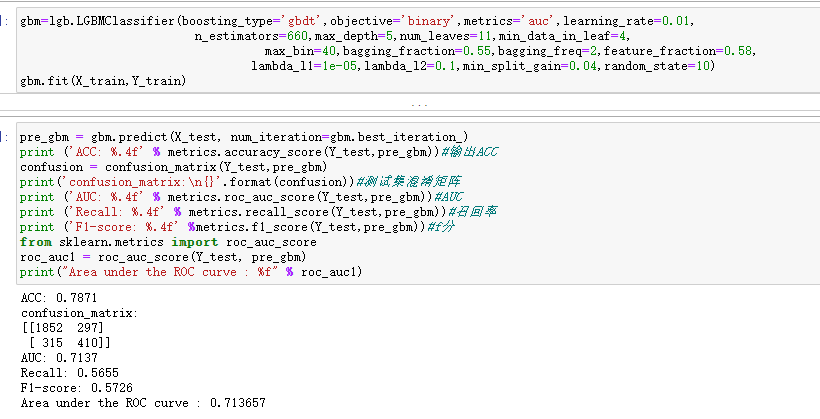 ]: gbm=lgb.LGBMClassifier(boosting_type='gbdt',objective='binary',metrics='auc',learning_rate=0.01,
n_estimators=660,max_depth=5,num_leaves=11,min_data_in_leaf=4,
max_bin=40,bagging_fraction=0.55,bagging_freq=2,feature_fraction=0.58,
lambda_l1=1e-05,lambda_l2=0.1,min_split_gain=0.04,random_state=10)
gbm.fit(X_train,Y_train)
...
]: pre_gbm = gbm.predict(X_test, num_iteration=gbm.best_iteration_)
print ('ACC: %.4f' % metrics.accuracy_score(Y_test,pre_gbm))#输出ACC
confusion = confusion_matrix(Y_test,pre_gbm)
print('confusion_matrix:\n{}'.format(confusion))#测试集混淆矩阵
print ('AUC: %.4f' % metrics.roc_auc_score(Y_test,pre_gbm))#AUC
print ('Recall: %.4f' % metrics.recall_score(Y_test,pre_gbm))#召回率
print ('F1-score: %.4f' %metrics.f1_score(Y_test,pre_gbm))#f分
from sklearn.metrics import roc_auc_score
roc_auc1 = roc_auc_score(Y_test, pre_gbm)
print("Area under the ROC curve : %f" % roc_auc1)
ACC: 0.7871
confusion_matrix:
[[1852 297]
[ 315 410]]
AUC: 0.7137
Recall: 0.5655
F1-score: 0.5726
Area under the ROC curve : 0.713657